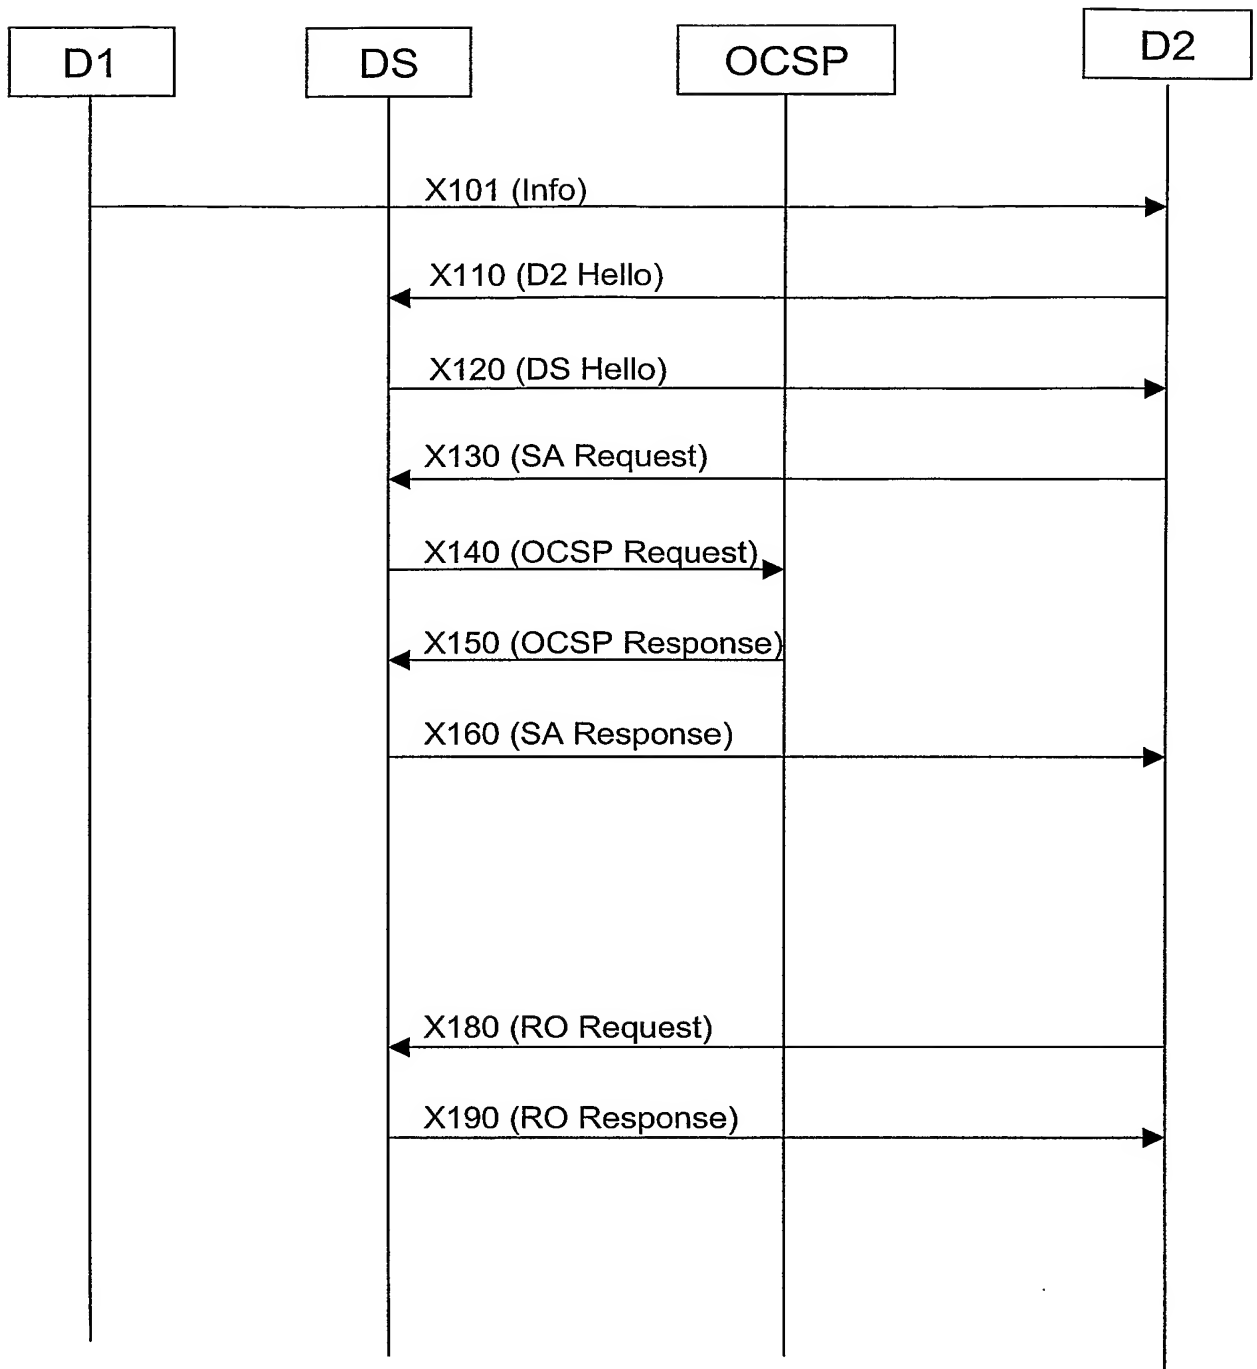 D1
DS
OCSP
D2
X101 (Info)
X110 (D2 Hello)
X120 (DS Hello)
X130 (SA Request)
X140 (OCSP Request)
X150 (OCSP Response)
X160 (SA Response)
X180 (RO Request)
X190 (RO Response)